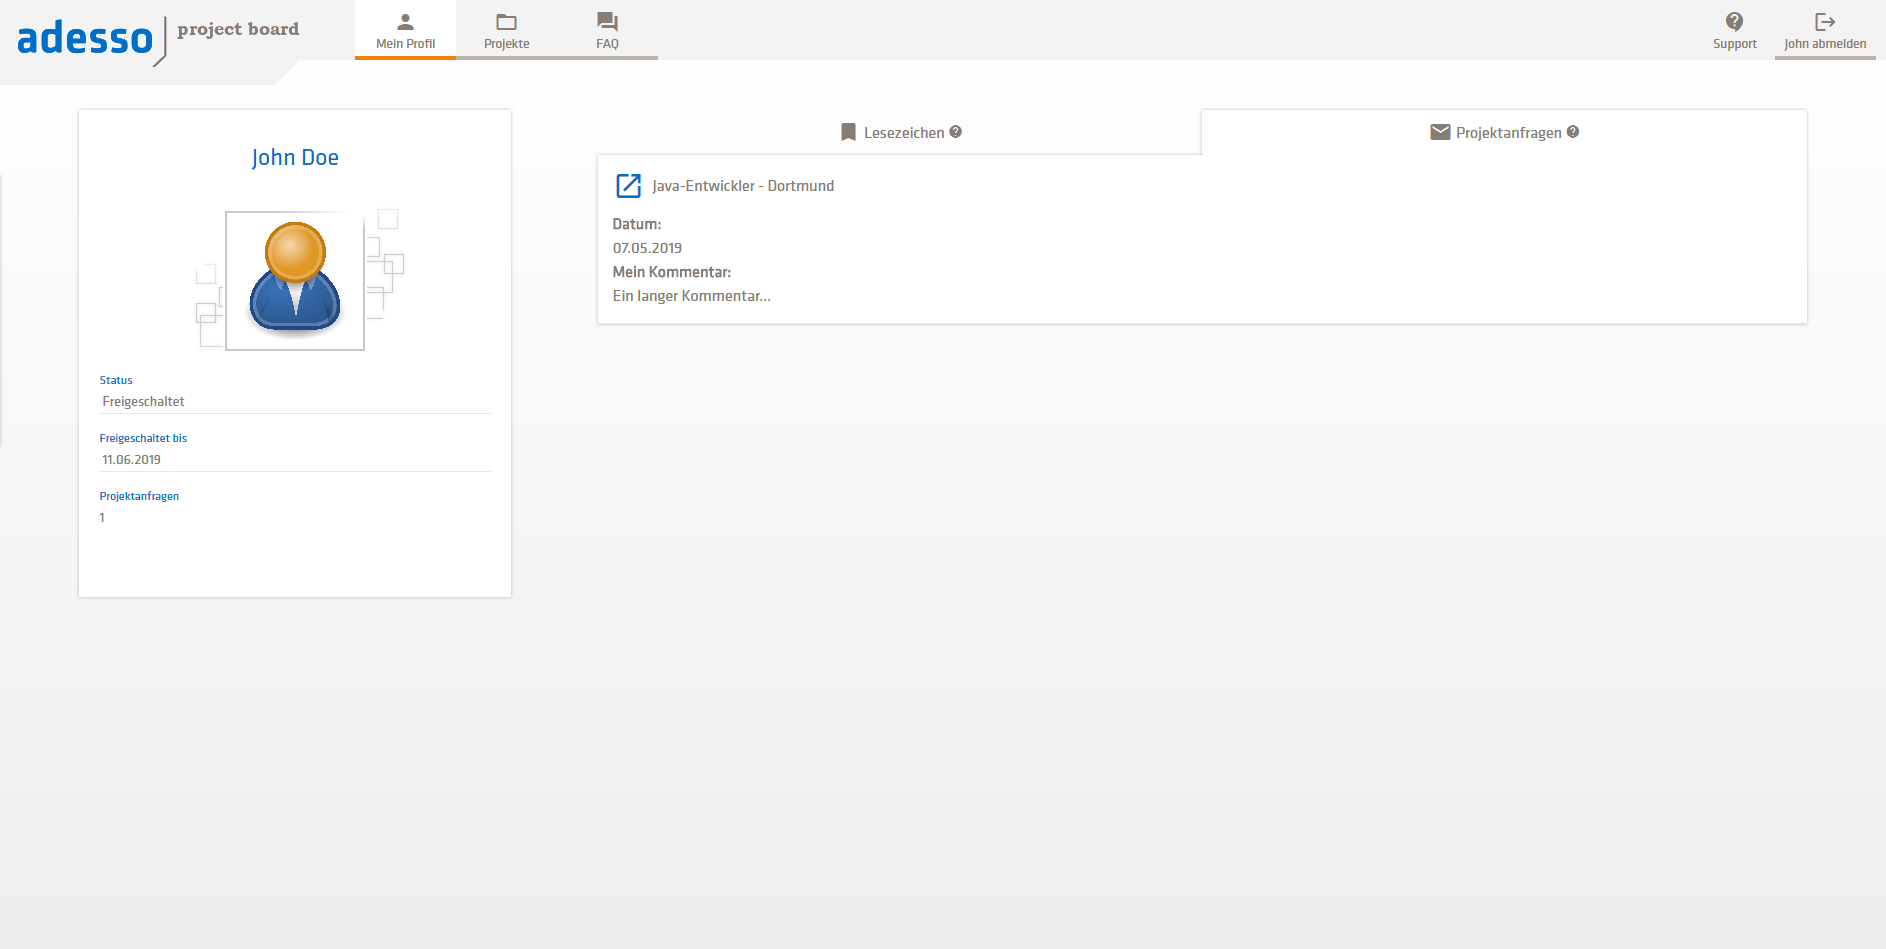 adesso project board
Mein Profil
Projekte
FAQ
Support
John abmelden
John Doe
Status
Freigeschaltet
Freigeschaltet bis
11.06.2019
Projektanfragen
1
Lesezeichen ?
Projektanfragen ?
Java-Entwickler - Dortmund
Datum:
07.05.2019
Mein Kommentar:
Ein langer Kommentar...